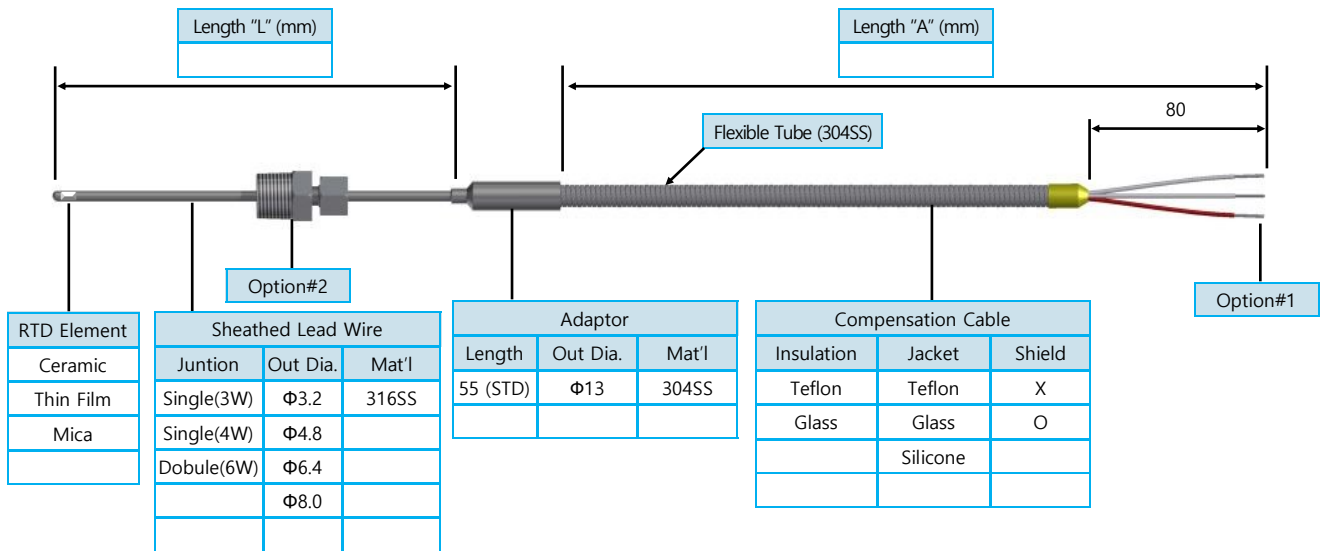 Length "L" (mm)
Length "A" (mm)
80
Flexible Tube (304SS)
Option#2
Option#1
RTD Element
Ceramic
Thin Film
Mica
Sheathed Lead Wire
Juntion Out Dia. Mat'l
Single(3W) Φ3.2 316SS
Single(4W) Φ4.8
Dobule(6W) Φ6.4
Φ8.0
Adaptor
Length Out Dia. Mat'l
55 (STD) Φ13 304SS
Compensation Cable
Insulation Jacket Shield
Teflon Teflon X
Glass Glass O
Silicone